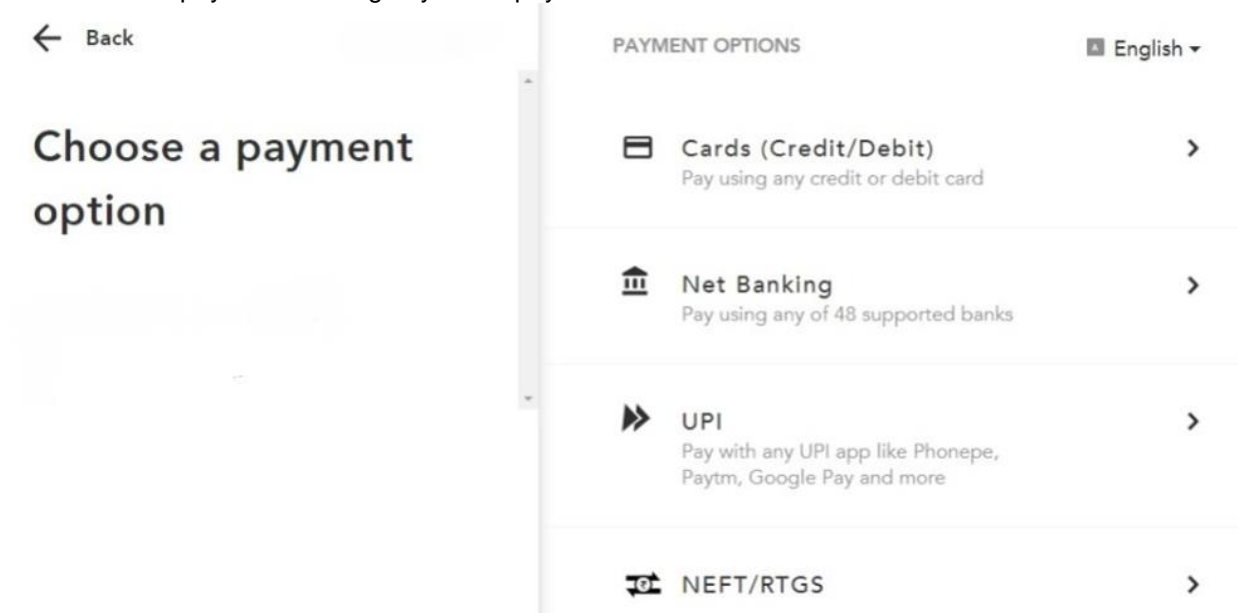 Back
Choose a payment
option
PAYMENT OPTIONS
English
Cards (Credit/Debit)
Pay using any credit or debit card
Net Banking
Pay using any of 48 supported banks
UPI
Pay with any UPI app like Phonepe,
Paytm, Google Pay and more
NEFT/RTGS